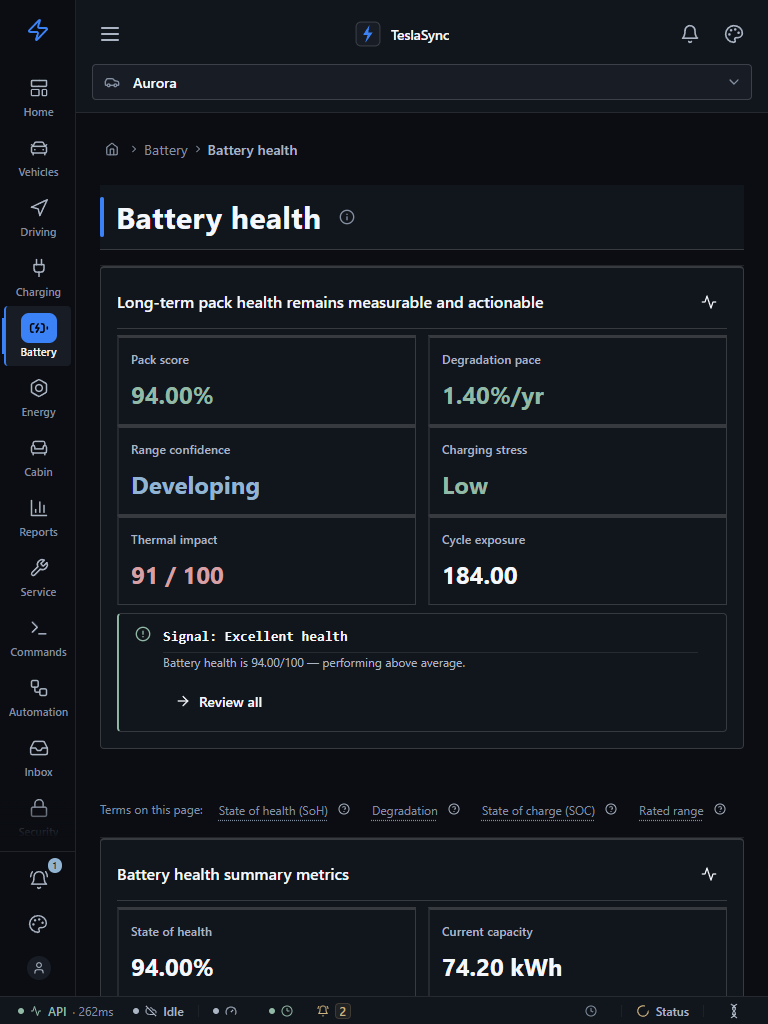 TeslaSync
Aurora
Home
Vehicles
Driving
Charging
Battery
Energy
Cabin
Reports
Service
Commands
Automation
Inbox
Security
1
Battery
Battery health
Battery health
Long-term pack health remains measurable and actionable
Pack score
94.00%
Degradation pace
1.40%/yr
Range confidence
Developing
Charging stress
Low
Thermal impact
91 / 100
Cycle exposure
184.00
Signal: Excellent health
Battery health is 94.00/100 — performing above average.
Review all
Terms on this page: State of health (SoH) Degradation State of charge (SOC) Rated range
Battery health summary metrics
State of health
94.00%
Current capacity
74.20 kWh
API · 262ms Idle 2 Status